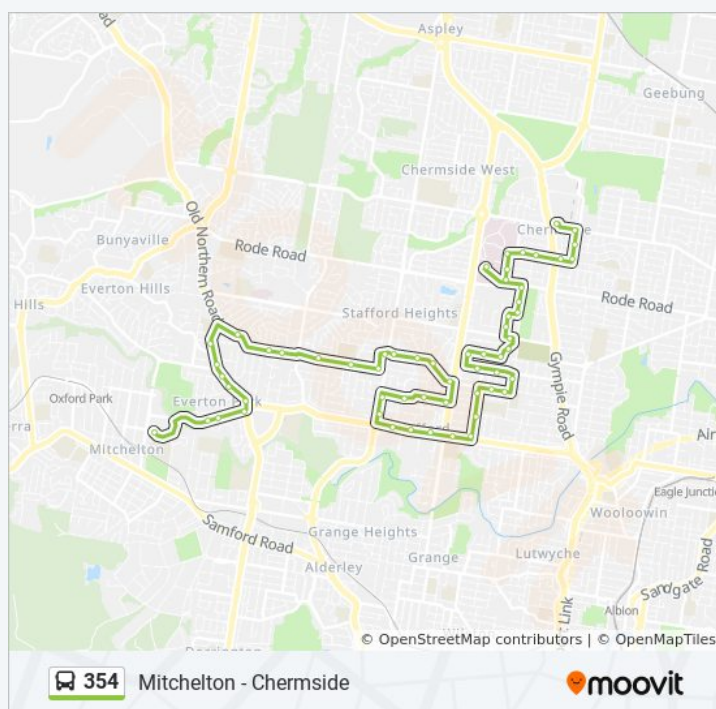 Road
Aspley
Geebung
Chermside West
Old Northern Road
Bunyaville
Rode Road
Everton Hills
Hills
Rode Road
Stafford Heights
Gympie Road
Oxford Park
Everton Park
Mitchelton
Eagle Junctio
Wooloowin
Samford Road
Grange Heights
Grange
Lutwyche
Alderley
Sandgate Road
Albion
Link
© OpenStreetMap contributors | © OpenMapTiles
354
Mitchelton - Chermside
moovit